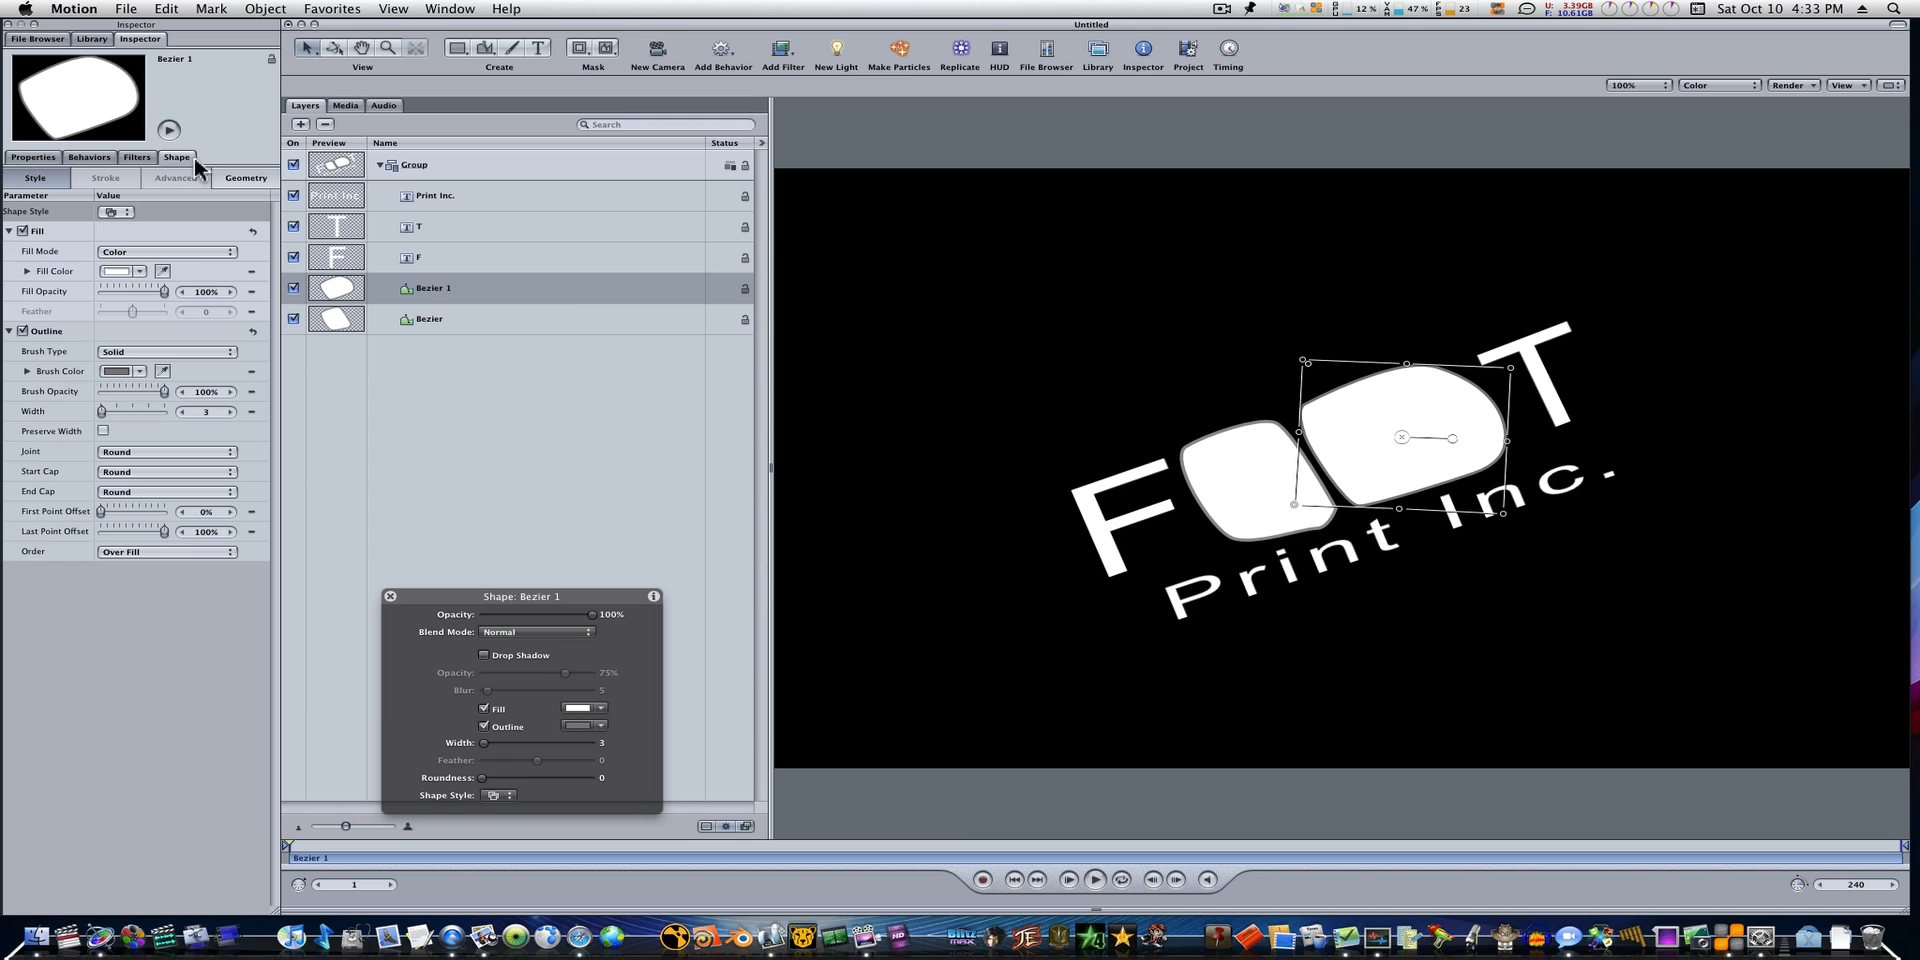 Motion File Edit Mark Object Favorites View Window Help
12 % 47 % 23 U: 3.39GB F: 10.61GB Sat Oct 10 4:33 PM
Inspector
Untitled
File Browser Library Inspector
Bezier 1
View Create Mask New Camera Add Behavior Add Filter New Light Make Particles Replicate HUD File Browser Library Inspector Project Timing
100% Color Render View
Layers Media Audio
Search
On Preview Name Status
Group
Print Inc.
T
F
Bezier 1
Bezier
Properties Behaviors Filters Shape
Style Stroke Advanced Geometry
Parameter Value
Shape Style
Fill
Fill Mode Color
Fill Color
Fill Opacity 100%
Feather 0
Outline
Brush Type Solid
Brush Color
Brush Opacity 100%
Width 3
Preserve Width
Joint Round
Start Cap Round
End Cap Round
First Point Offset 0%
Last Point Offset 100%
Order Over Fill
F T
Print Inc.
Shape: Bezier 1
Opacity: 100%
Blend Mode: Normal
Drop Shadow
Opacity: 75%
Blur: 5
Fill
Outline
Width: 3
Feather: 0
Roundness: 0
Shape Style:
Bezier 1
1
240